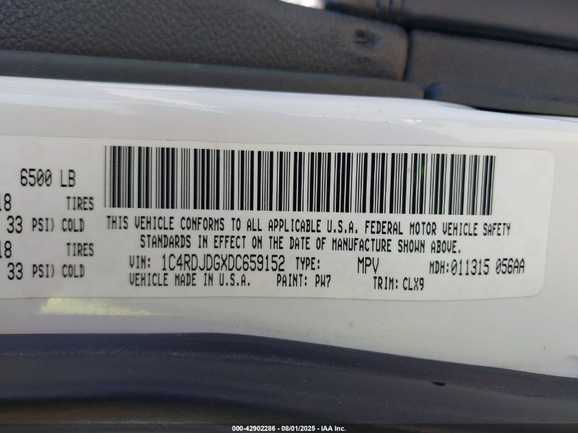 6500 LB
18 TIRES
33 PSI) COLD
18 TIRES
33 PSI) COLD
THIS VEHICLE CONFORMS TO ALL APPLICABLE U.S.A. FEDERAL MOTOR VEHICLE SAFETY
STANDARDS IN EFFECT ON THE DATE OF MANUFACTURE SHOWN ABOVE.
VIN: 1C4RDJDGXDC659152 TYPE: MPV MDH:011315 056AA
VEHICLE MADE IN U.S.A. PAINT: PW7 TRIM: CLX9
000-42902286 - 08/01/2025 - IAA Inc.